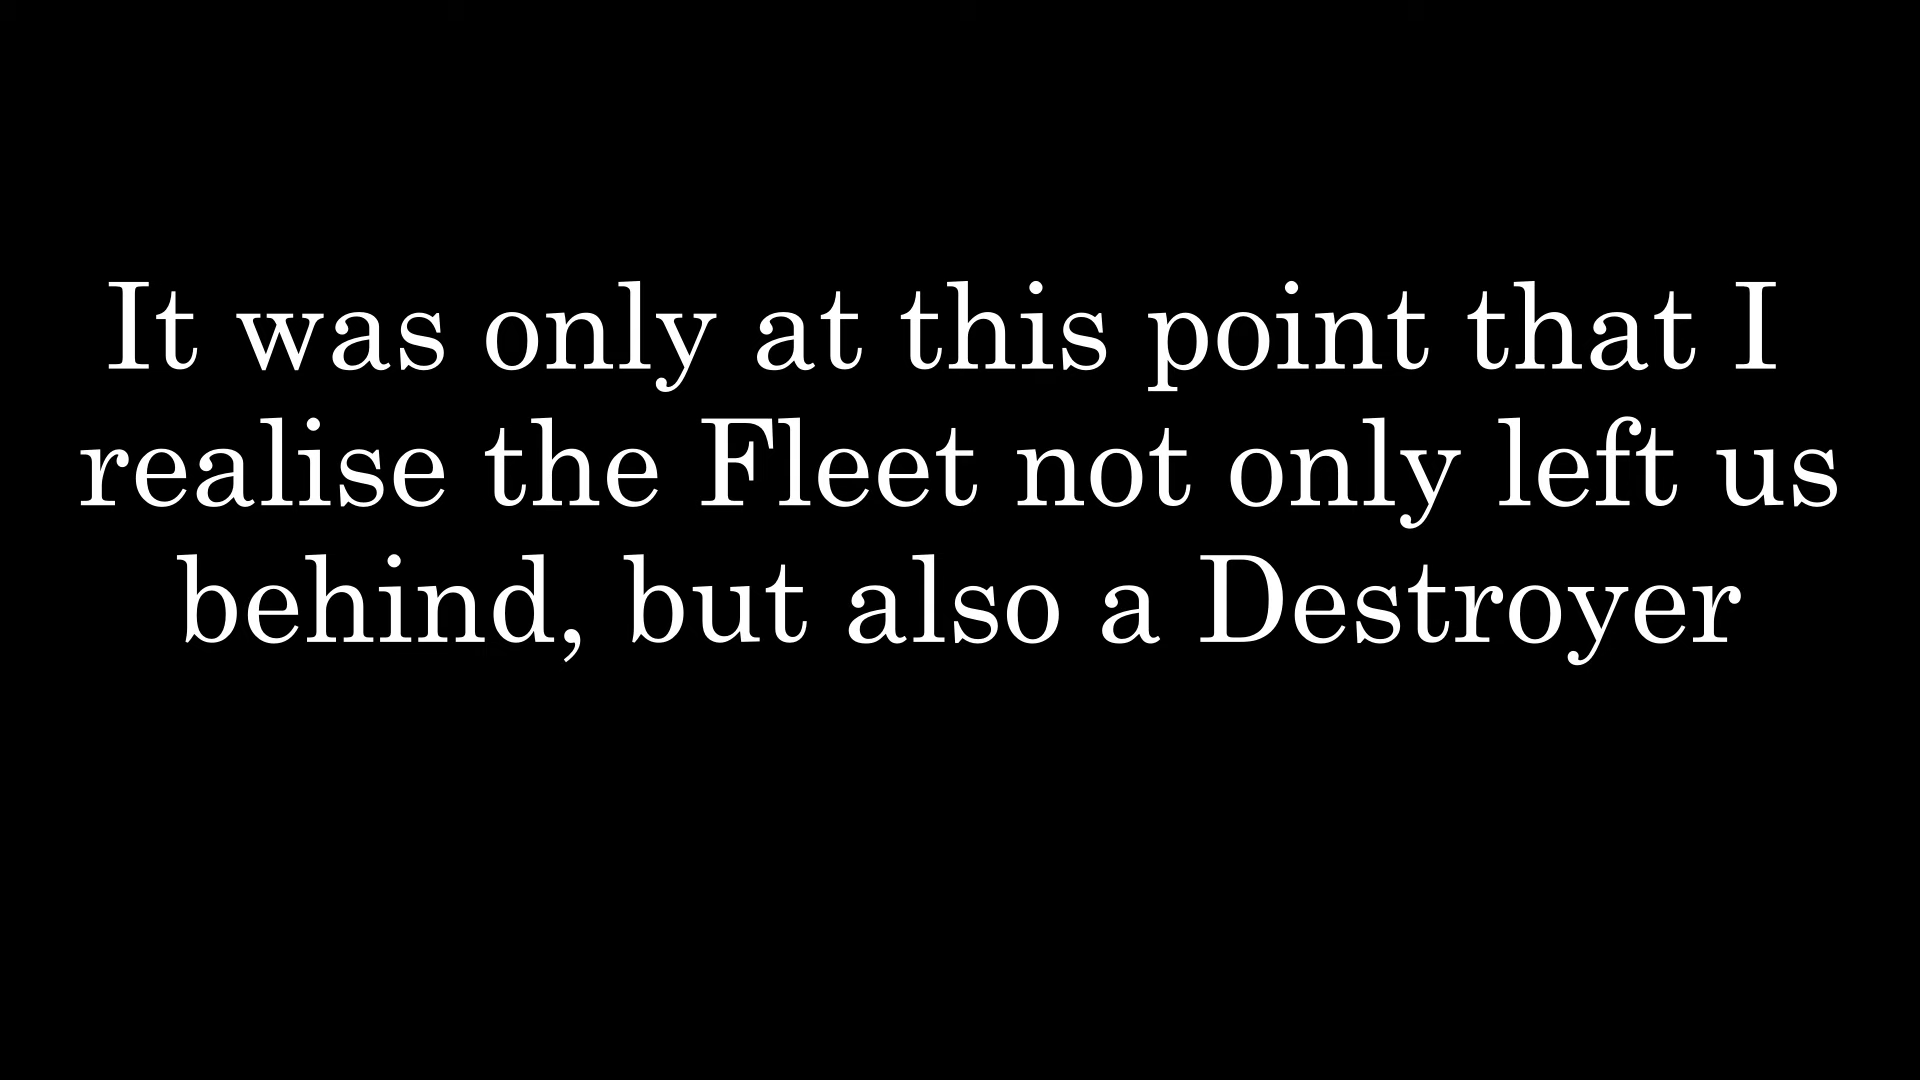 It was only at this point that I
realise the Fleet not only left us
behind, but also a Destroyer